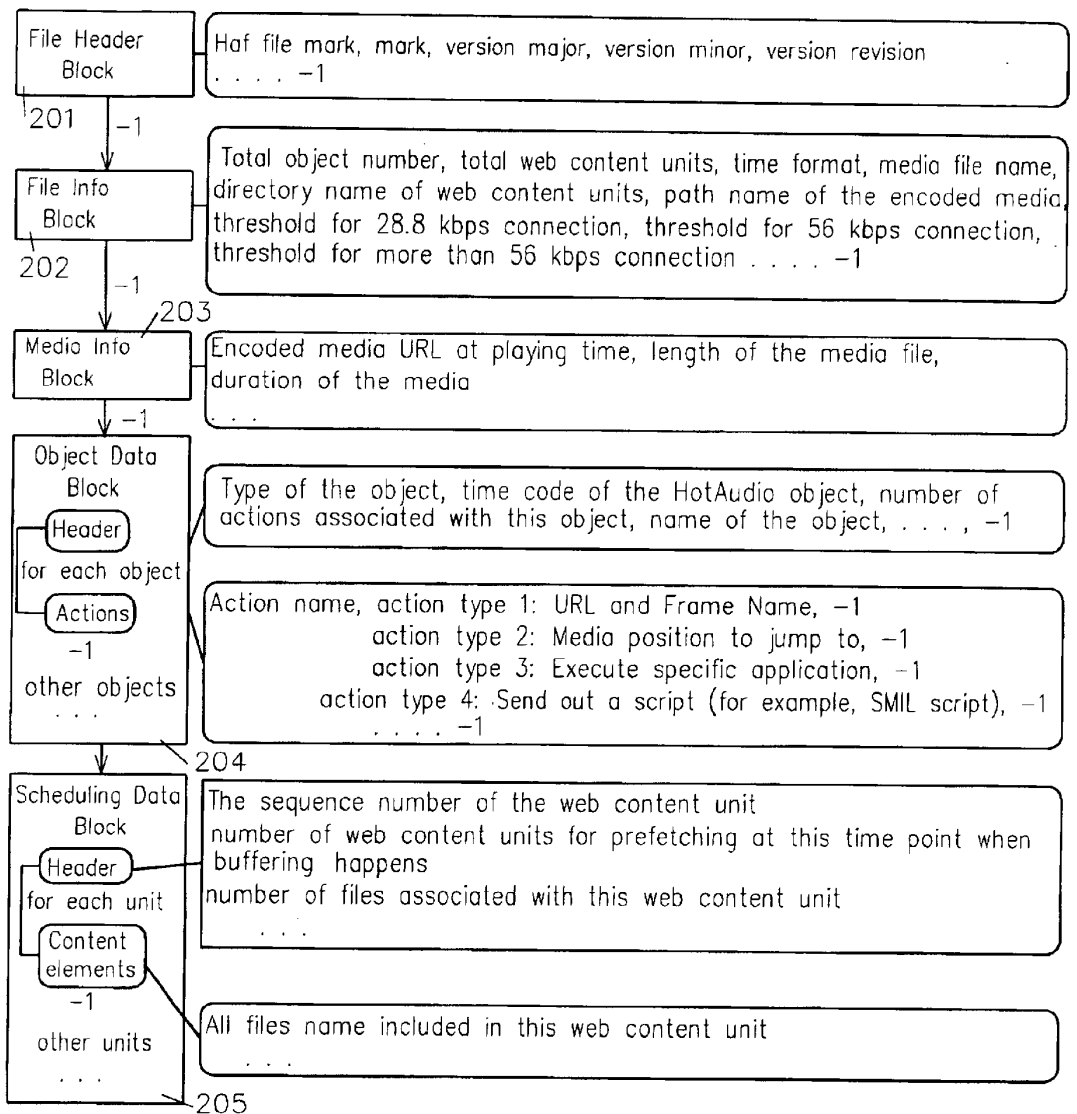 File Header
Block
201
Haf file mark, mark, version major, version minor, version revision
. . . . -1
-1
File Info
Block
202
Total object number, total web content units, time format, media file name,
directory name of web content units, path name of the encoded media,
threshold for 28.8 kbps connection, threshold for 56 kbps connection,
threshold for more than 56 kbps connection . . . . -1
-1
203
Media Info
Block
Encoded media URL at playing time, length of the media file,
duration of the media
. . .
-1
Object Data
Block
Header
for each object
Actions
-1
other objects
. . .
204
Type of the object, time code of the HotAudio object, number of
actions associated with this object, name of the object, . . . , -1
Action name, action type 1: URL and Frame Name, -1
action type 2: Media position to jump to, -1
action type 3: Execute specific application, -1
action type 4: Send out a script (for example, SMIL script), -1
. . . . -1
Scheduling Data
Block
Header
for each unit
Content
elements
-1
other units
. . .
205
The sequence number of the web content unit
number of web content units for prefetching at this time point when
buffering happens
number of files associated with this web content unit
. . .
All files name included in this web content unit
. . .